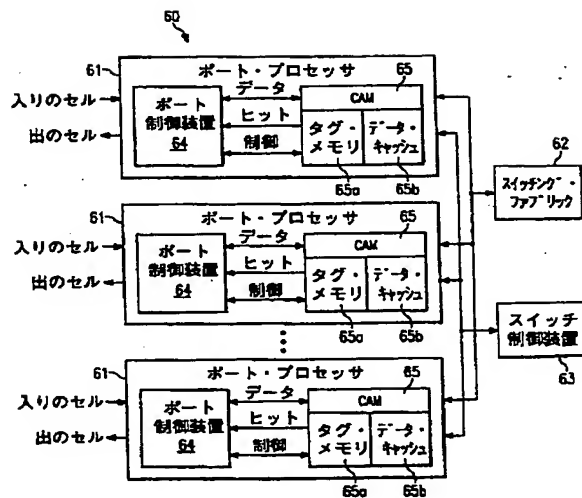 60
61
ポート・プロセッサ
65
入りのセル
出のセル
ポート
制御装置
64
データ
ヒット
制御
CAM
タグ・
メモリ
データ・
キャッシュ
65a
65b
62
スイッチング・
ファブリック
61
ポート・プロセッサ
65
入りのセル
出のセル
ポート
制御装置
64
データ
ヒット
制御
CAM
タグ・
メモリ
データ・
キャッシュ
65a
65b
スイッチ
制御装置
63
61
ポート・プロセッサ
65
入りのセル
出のセル
ポート
制御装置
64
データ
ヒット
制御
CAM
タグ・
メモリ
データ・
キャッシュ
65a
65b